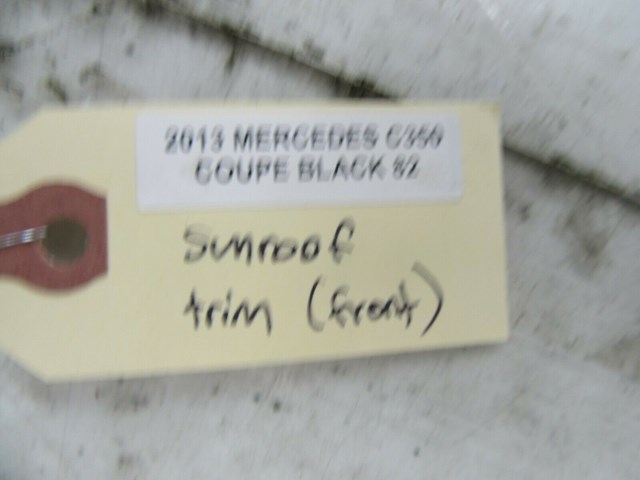 2013 MERCEDES C350
COUPE BLACK 82
sunroof
trim (front)